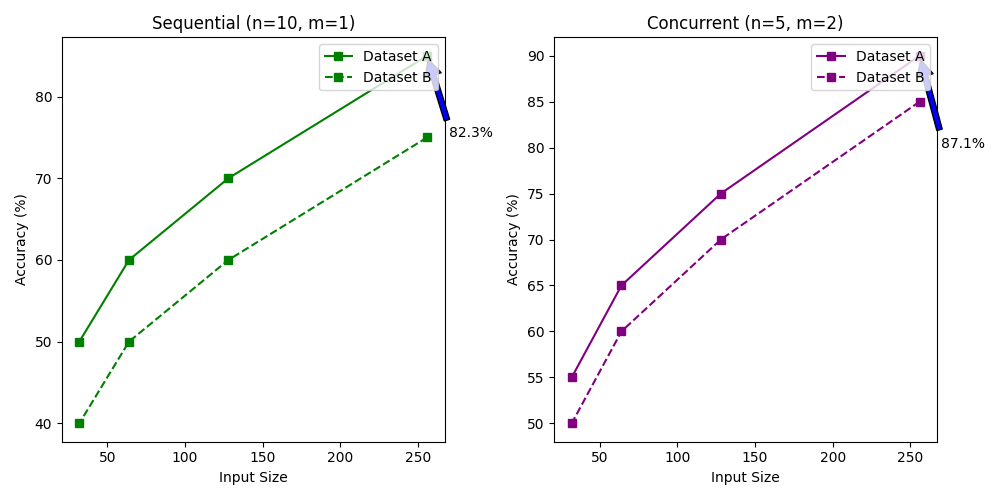 Sequential (n=10, m=1)
Dataset A
Dataset B
82.3%
80
70
60
50
40
Accuracy (%)
50
100
150
200
250
Input Size
Concurrent (n=5, m=2)
Dataset A
Dataset B
87.1%
90
85
80
75
70
65
60
55
50
Accuracy (%)
50
100
150
200
250
Input Size